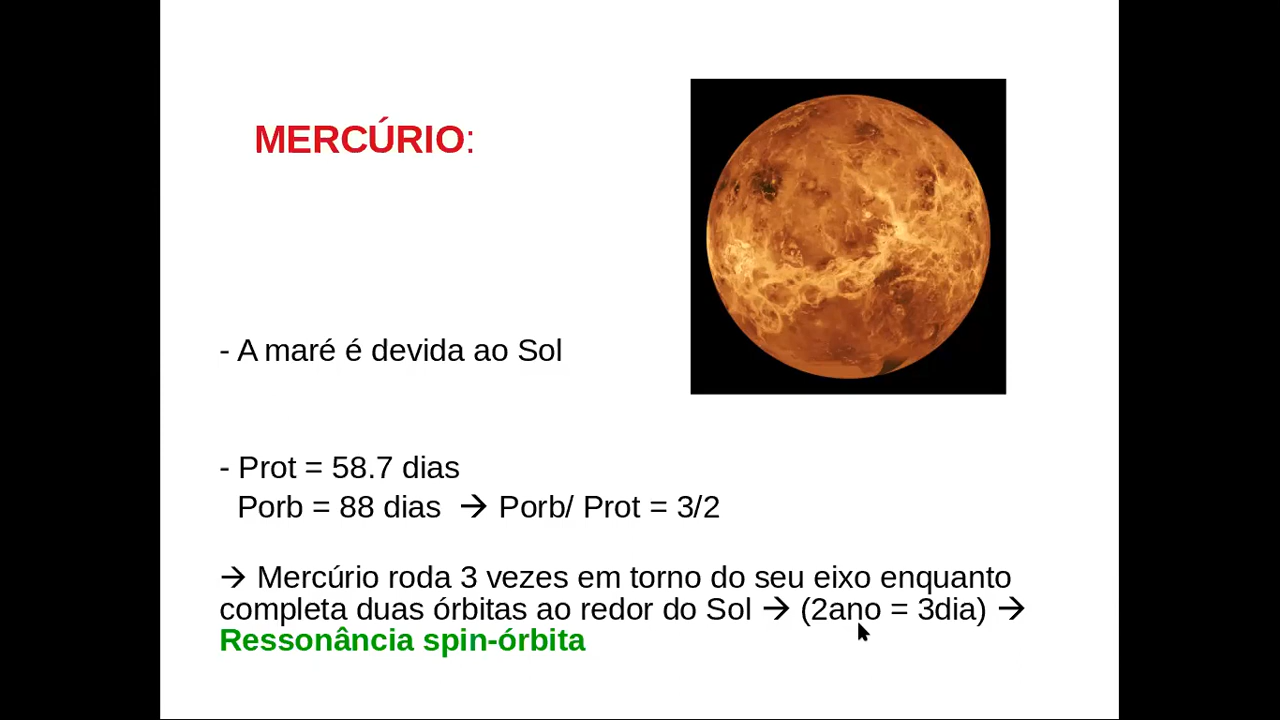 MERCÚRIO:
- A maré é devida ao Sol
- Prot = 58.7 dias
Porb = 88 dias → Porb/ Prot = 3/2
→ Mercúrio roda 3 vezes em torno do seu eixo enquanto
completa duas órbitas ao redor do Sol → (2ano = 3dia) →
Ressonância spin-órbita